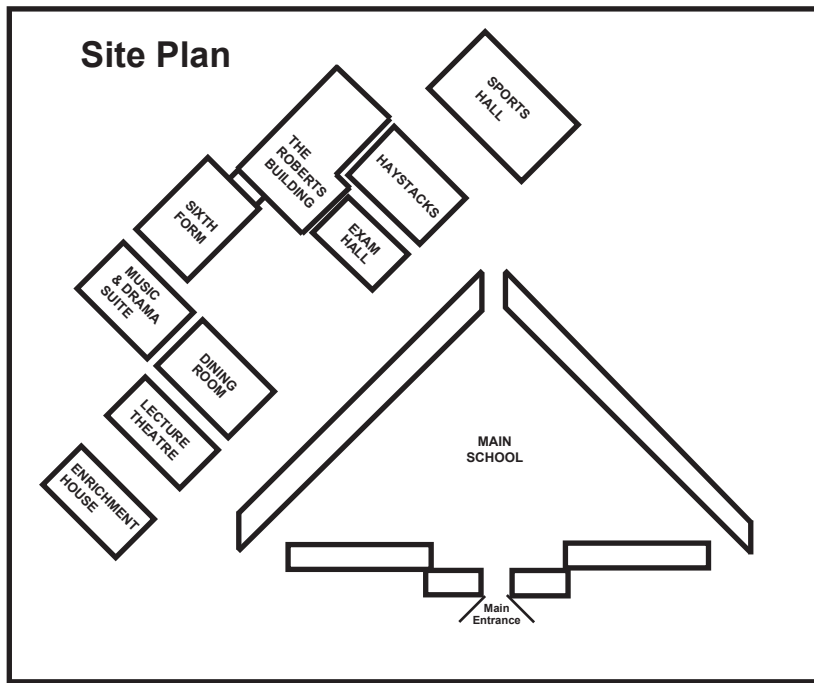 Site Plan
SPORTS
HALL
THE
ROBERTS
BUILDING
HAYSTACKS
SIXTH
FORM
EXAM
HALL
MUSIC
& DRAMA
SUITE
DINING
ROOM
LECTURE
THEATRE
MAIN
SCHOOL
ENRICHMENT
HOUSE
Main
Entrance